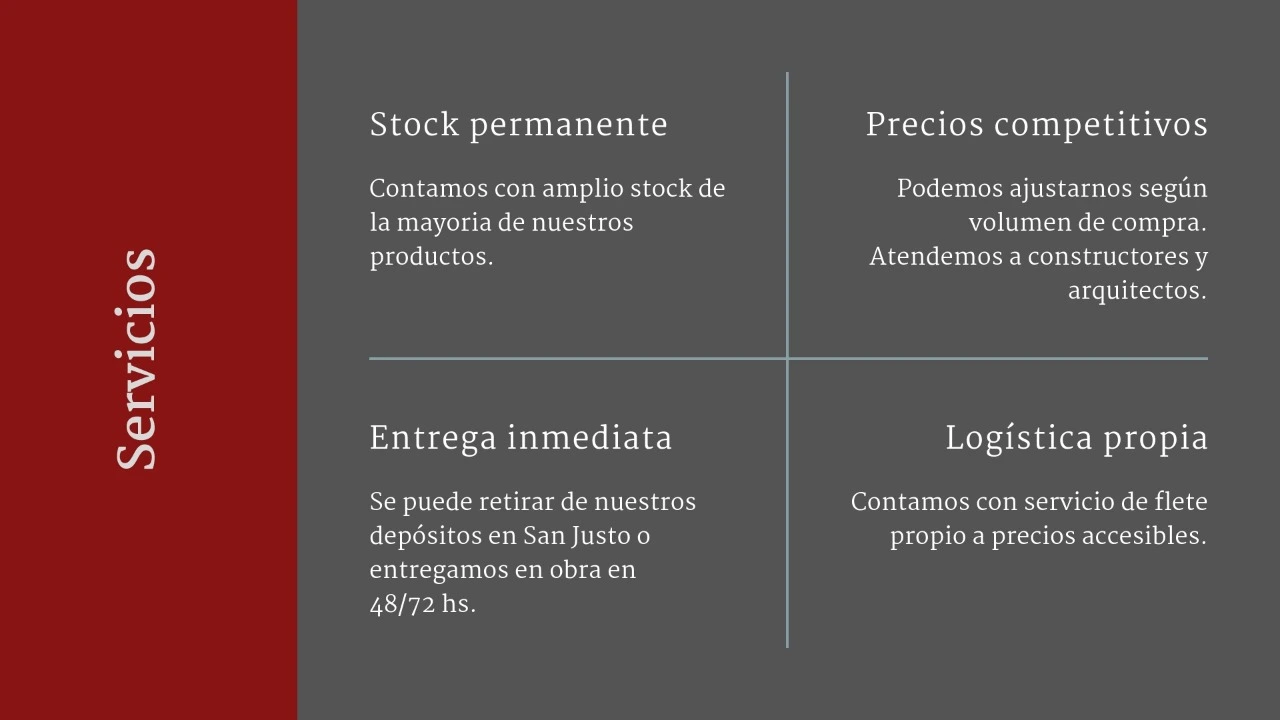 Servicios
Stock permanente
Contamos con amplio stock de
la mayoria de nuestros
productos.
Precios competitivos
Podemos ajustarnos según
volumen de compra.
Atendemos a constructores y
arquitectos.
Entrega inmediata
Se puede retirar de nuestros
depósitos en San Justo o
entregamos en obra en
48/72 hs.
Logística propia
Contamos con servicio de flete
propio a precios accesibles.